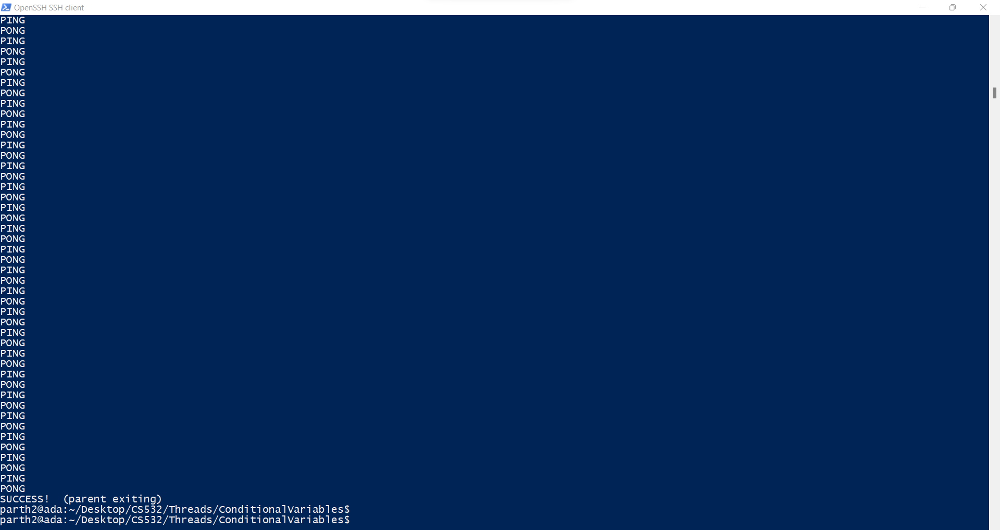 OpenSSH SSH client
PING
PONG
PING
PONG
PING
PONG
PING
PONG
PING
PONG
PING
PONG
PING
PONG
PING
PONG
PING
PONG
PING
PONG
PING
PONG
PING
PONG
PING
PONG
PING
PONG
PING
PONG
PING
PONG
PING
PONG
PING
PONG
PING
PONG
PING
PONG
PING
PONG
PING
PONG
PING
PONG
SUCCESS!  (parent exiting)
parth2@ada:~/Desktop/CS532/Threads/ConditionalVariables$
parth2@ada:~/Desktop/CS532/Threads/ConditionalVariables$